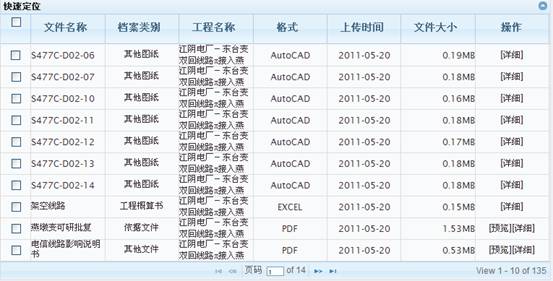 快速定位
文件名称 档案类别 工程名称 格式 上传时间 文件大小 操作
S477C-D02-06 其他图纸 江阴电厂－东台变双回线路π接入燕 AutoCAD 2011-05-20 0.19MB [详细]
S477C-D02-07 其他图纸 江阴电厂－东台变双回线路π接入燕 AutoCAD 2011-05-20 0.18MB [详细]
S477C-D02-10 其他图纸 江阴电厂－东台变双回线路π接入燕 AutoCAD 2011-05-20 0.16MB [详细]
S477C-D02-11 其他图纸 江阴电厂－东台变双回线路π接入燕 AutoCAD 2011-05-20 0.18MB [详细]
S477C-D02-12 其他图纸 江阴电厂－东台变双回线路π接入燕 AutoCAD 2011-05-20 0.17MB [详细]
S477C-D02-13 其他图纸 江阴电厂－东台变双回线路π接入燕 AutoCAD 2011-05-20 0.18MB [详细]
S477C-D02-14 其他图纸 江阴电厂－东台变双回线路π接入燕 AutoCAD 2011-05-20 0.18MB [详细]
架空线路 工程概算书 江阴电厂－东台变双回线路π接入燕 EXCEL 2011-05-20 0.15MB [详细]
燕墩变可研批复 依据文件 江阴电厂－东台变双回线路π接入燕 PDF 2011-05-20 1.53MB [预览][详细]
电信线路影响说明书 其他文件 江阴电厂－东台变双回线路π接入燕 PDF 2011-05-20 0.53MB [预览][详细]
页码 1 of 14 View 1 - 10 of 135